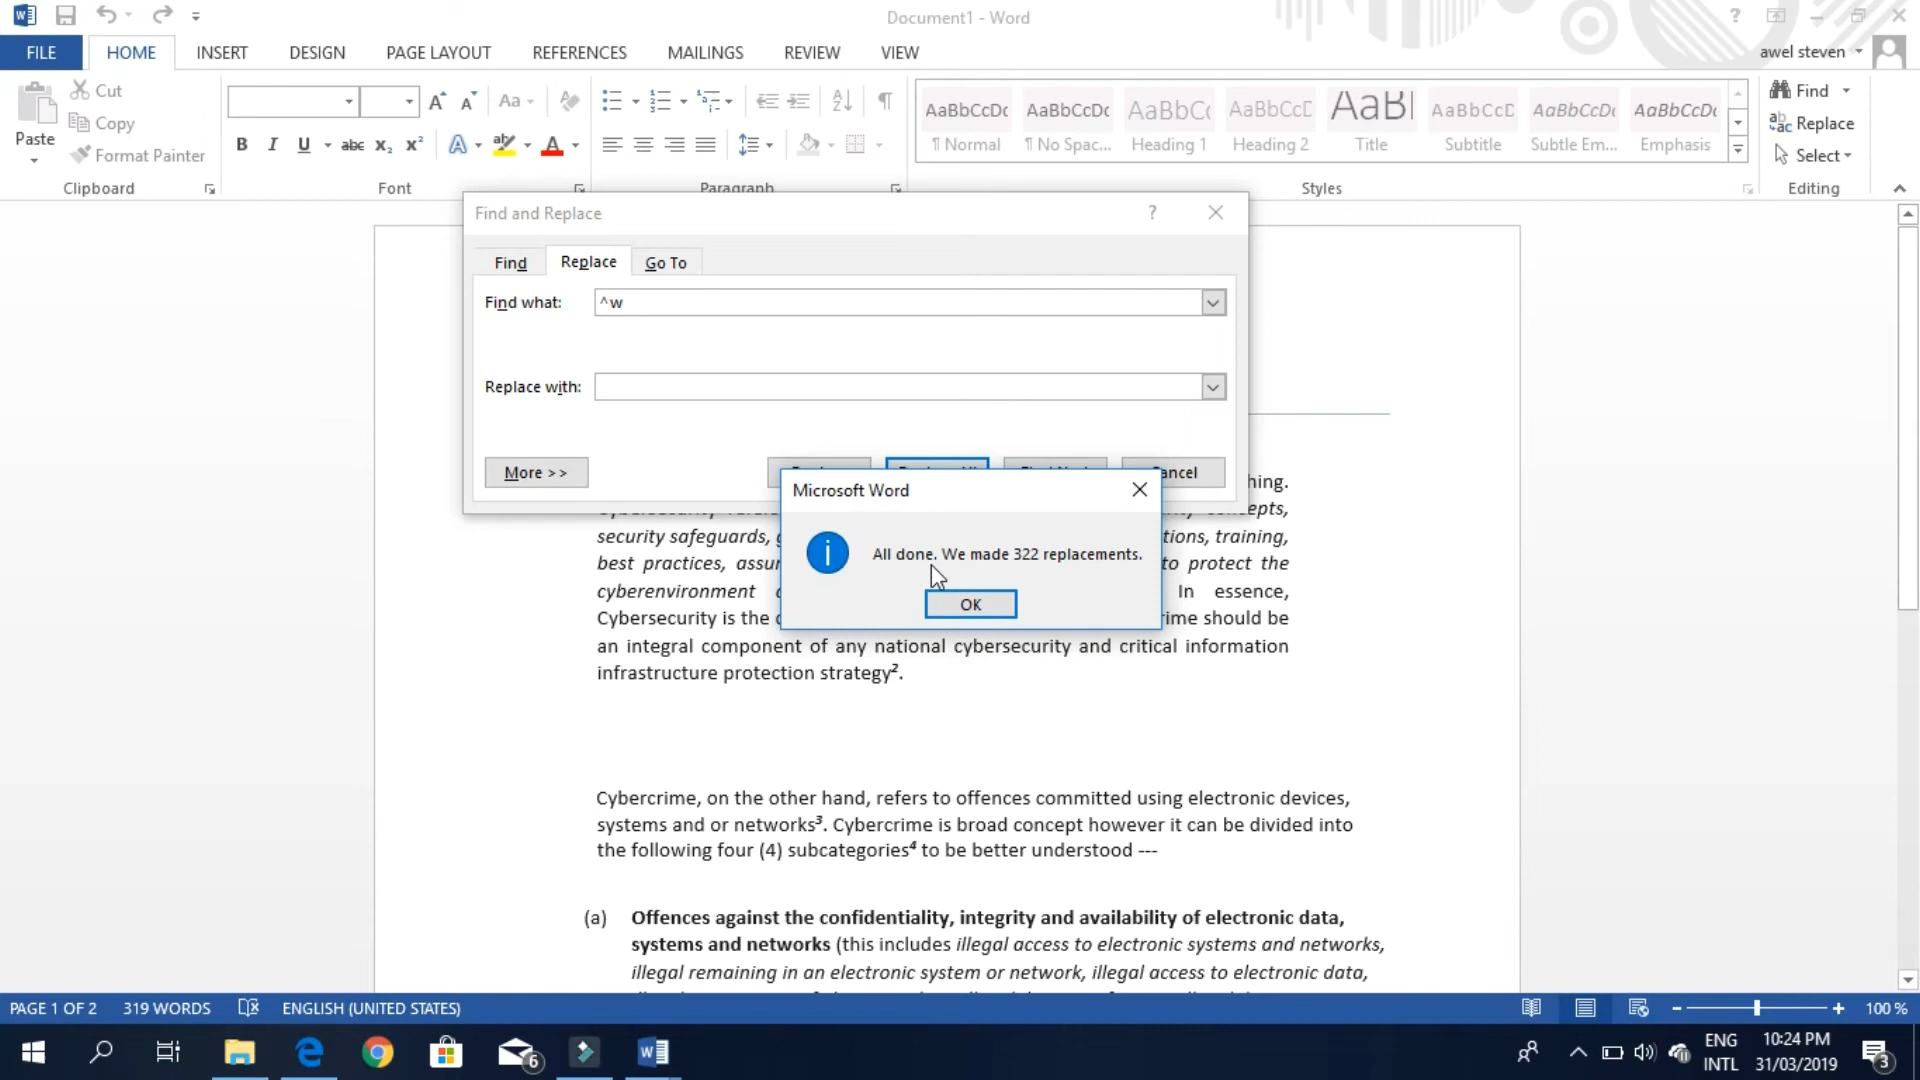 Document1 - Word
FILE HOME INSERT DESIGN PAGE LAYOUT REFERENCES MAILINGS REVIEW VIEW awel steven
Paste
Cut
Copy
Format Painter
Clipboard
Font
Paragraph
AaBbCcDc AaBbCcDc AaBbC AaBbCcD AaBl AaBbCcD AaBbCcDc AaBbCcDc
¶ Normal ¶ No Spac... Heading 1 Heading 2 Title Subtitle Subtle Em... Emphasis
Styles
Find
Replace
Select
Editing
Find and Replace
Find Replace Go To
Find what: ^w
Replace with:
More >>
Microsoft Word
All done. We made 322 replacements.
OK
hing.
security safeguards, tions, training,
best practices, to protect the
cyberenvironment In essence,
Cybersecurity is the rime should be
an integral component of any national cybersecurity and critical information
infrastructure protection strategy².
Cybercrime, on the other hand, refers to offences committed using electronic devices,
systems and or networks³. Cybercrime is broad concept however it can be divided into
the following four (4) subcategories⁴ to be better understood ---
(a) Offences against the confidentiality, integrity and availability of electronic data,
systems and networks (this includes illegal access to electronic systems and networks,
illegal remaining in an electronic system or network, illegal access to electronic data,
PAGE 1 OF 2 319 WORDS ENGLISH (UNITED STATES) 100 %
6
ENG
INTL
10:24 PM
31/03/2019
3